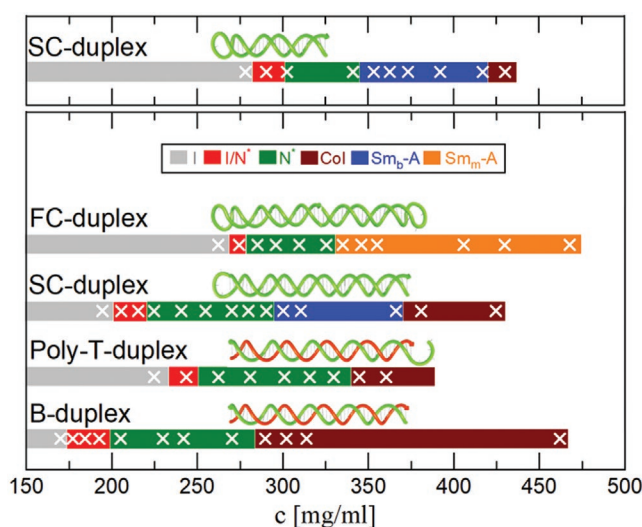 SC-duplex
I I/N* N* Col Smb-A Smm-A
FC-duplex
SC-duplex
Poly-T-duplex
B-duplex
150 200 250 300 350 400 450 500
c [mg/ml]